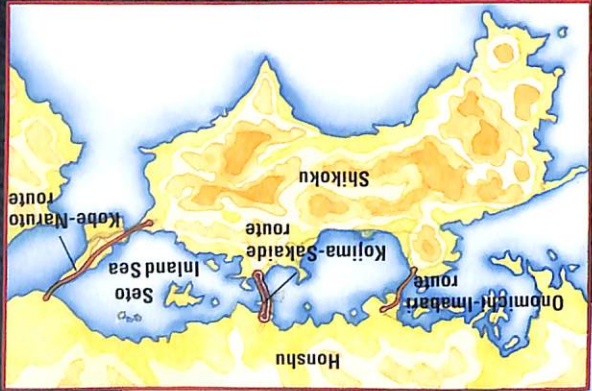 Honshu
Onomichi-Imabari
route
Kojima-Sakaide
route
Seto
Inland Sea
Kobe-Naruto
route
Shikoku